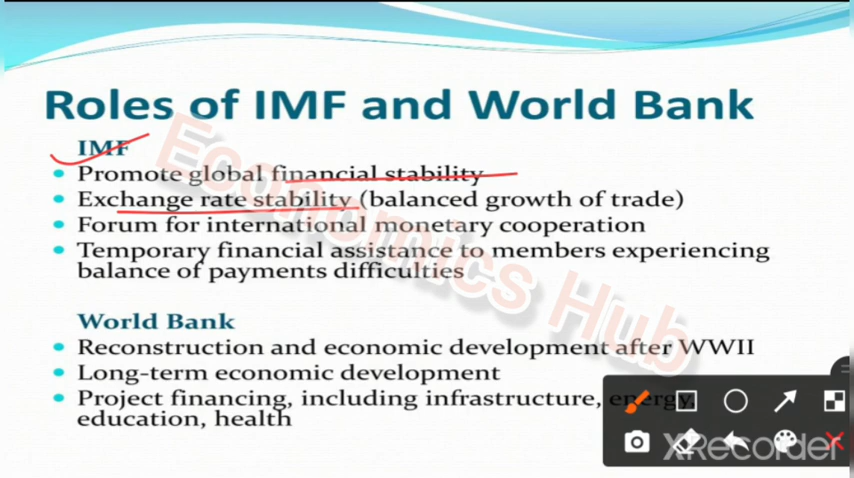 Roles of IMF and World Bank
IMF
Promote global financial stability
Exchange rate stability (balanced growth of trade)
Forum for international monetary cooperation
Temporary financial assistance to members experiencing
balance of payments difficulties
Economics Hub
World Bank
Reconstruction and economic development after WWII
Long-term economic development
Project financing, including infrastructure, energy,
education, health
XRecorder